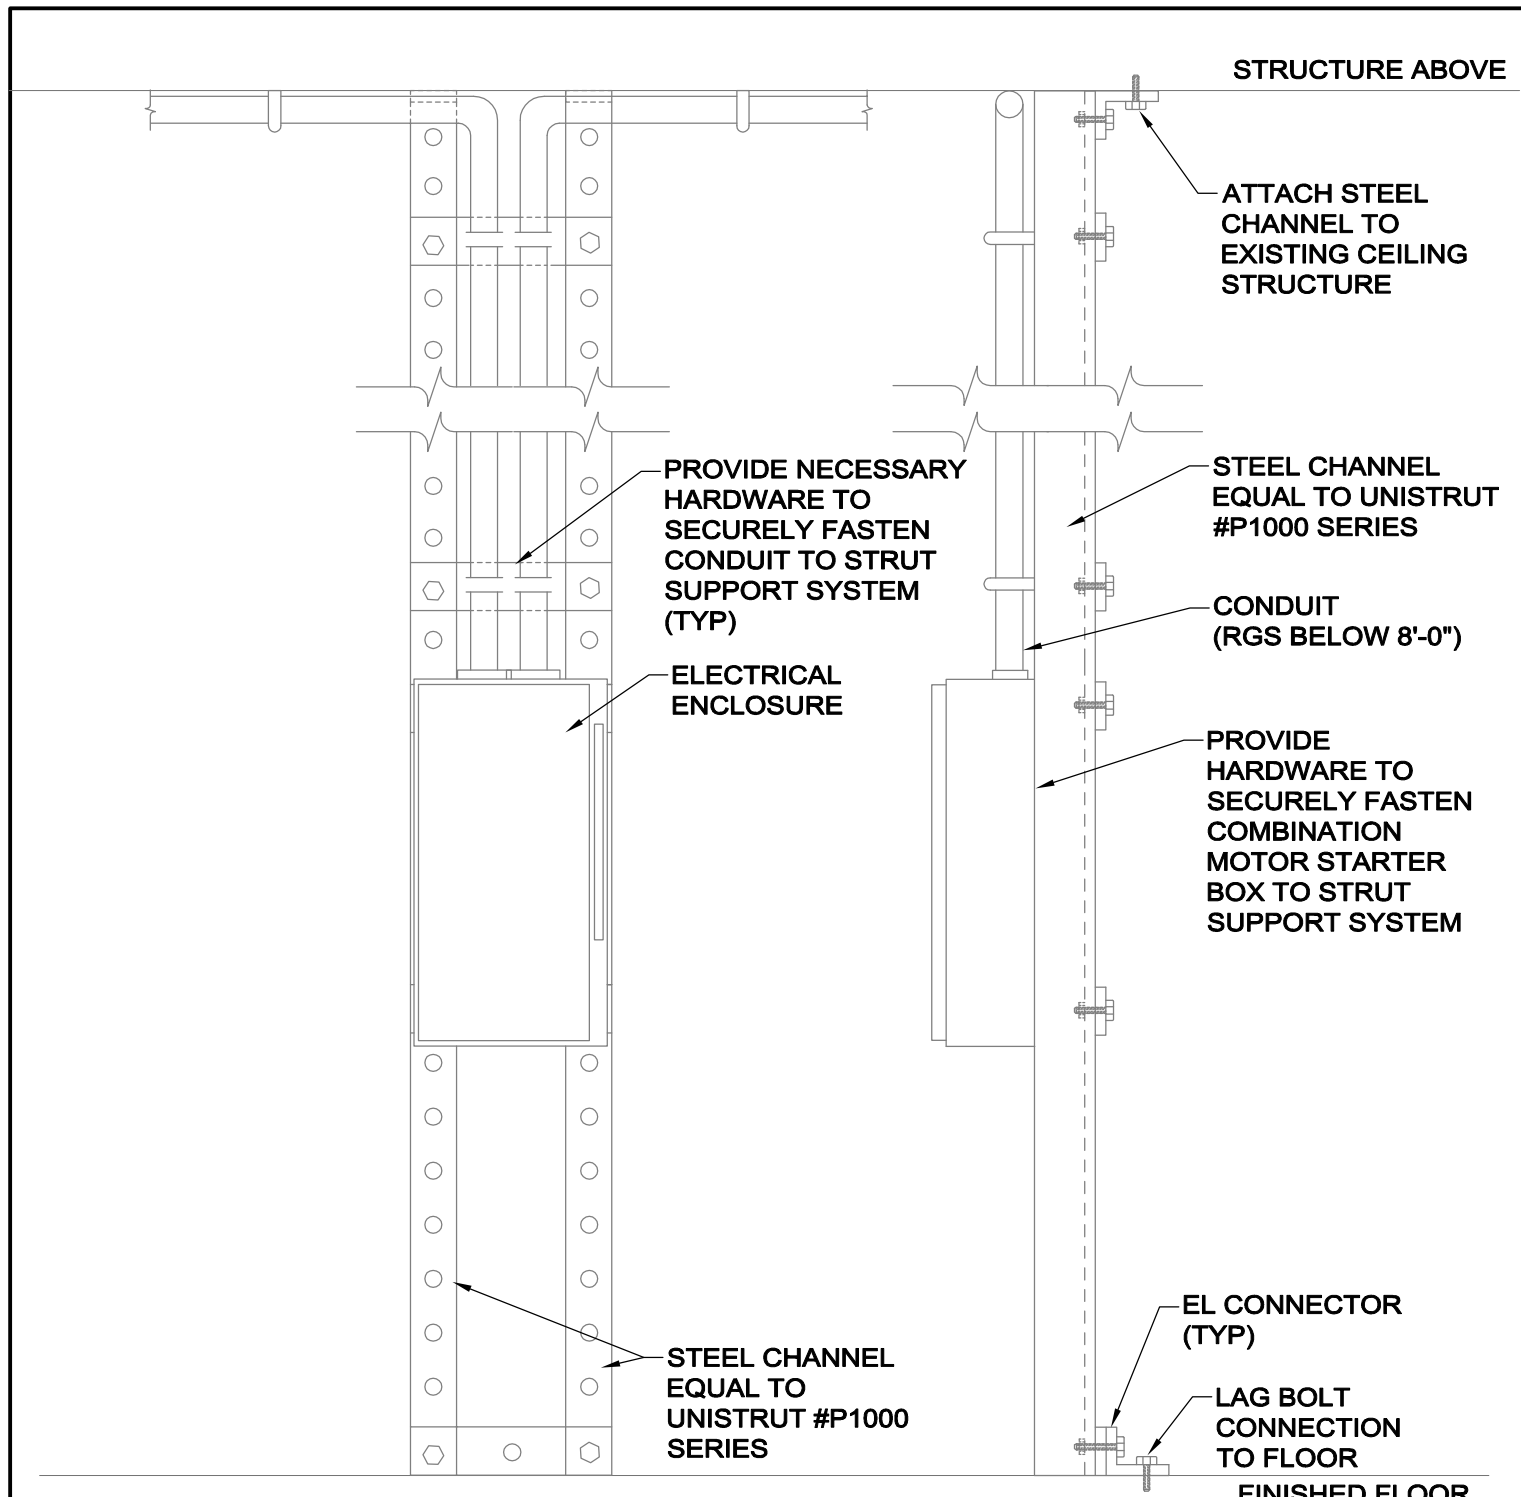 STRUCTURE ABOVE
ATTACH STEEL
CHANNEL TO
EXISTING CEILING
STRUCTURE
PROVIDE NECESSARY
HARDWARE TO
SECURELY FASTEN
CONDUIT TO STRUT
SUPPORT SYSTEM
(TYP)
STEEL CHANNEL
EQUAL TO UNISTRUT
#P1000 SERIES
CONDUIT
(RGS BELOW 8'-0")
ELECTRICAL
ENCLOSURE
PROVIDE
HARDWARE TO
SECURELY FASTEN
COMBINATION
MOTOR STARTER
BOX TO STRUT
SUPPORT SYSTEM
EL CONNECTOR
(TYP)
STEEL CHANNEL
EQUAL TO
UNISTRUT #P1000
SERIES
LAG BOLT
CONNECTION
TO FLOOR
FINISHED FLOOR